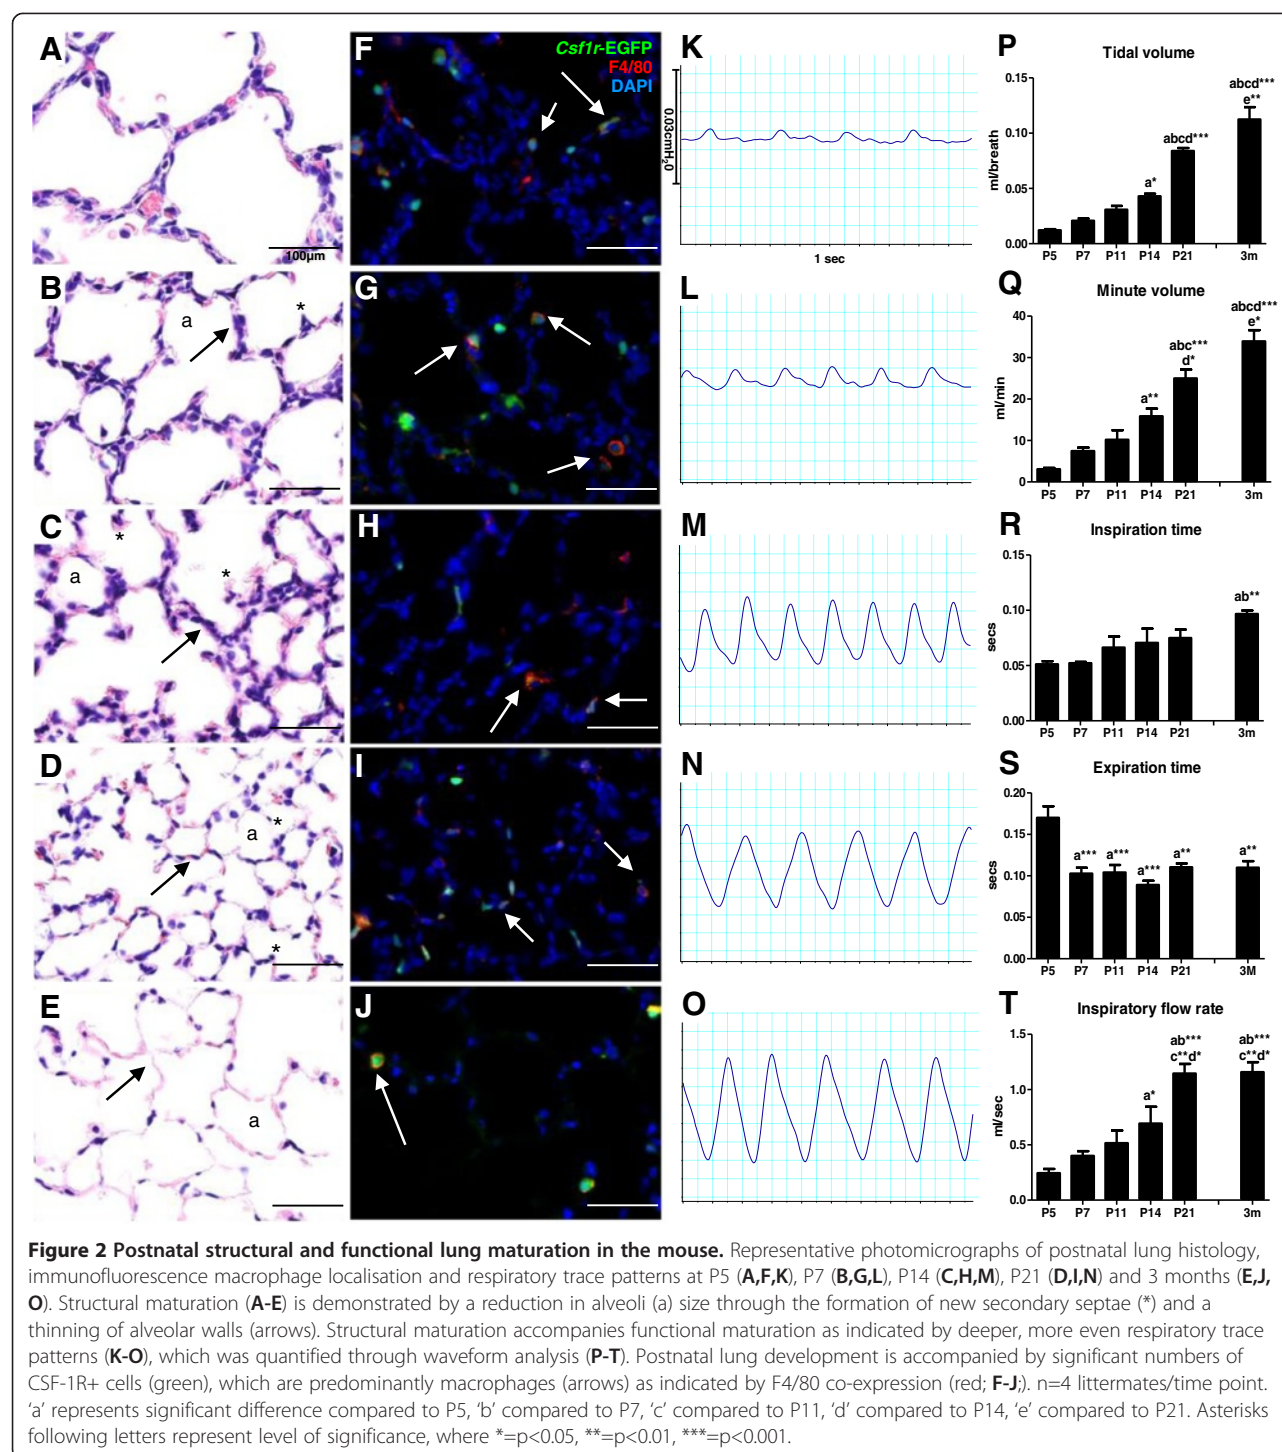 A
100µm
B
a
*
C
*
a
*
D
a
*
*
E
a
F
Csf1r-EGFP
F4/80
DAPI
G
H
I
J
K
0.03cmH20
1 sec
L
M
N
O
P
Tidal volume
ml/breath
0.15
0.10
0.05
0.00
a*
abcd***
abcd***
e**
P5 P7 P11 P14 P21 3m
Q
Minute volume
ml/min
40
30
20
10
0
a**
abc***
d*
abcd***
e*
P5 P7 P11 P14 P21 3m
R
Inspiration time
secs
0.15
0.10
0.05
0.00
ab**
P5 P7 P11 P14 P21 3m
S
Expiration time
secs
0.20
0.15
0.10
0.05
0.00
a*** a*** a*** a** a**
P5 P7 P11 P14 P21 3M
T
Inspiratory flow rate
ml/sec
1.5
1.0
0.5
0.0
a*
ab***
c**d*
ab***
c**d*
P5 P7 P11 P14 P21 3m
Figure 2 Postnatal structural and functional lung maturation in the mouse. Representative photomicrographs of postnatal lung histology,
immunofluorescence macrophage localisation and respiratory trace patterns at P5 (A,F,K), P7 (B,G,L), P14 (C,H,M), P21 (D,I,N) and 3 months (E,J,
O). Structural maturation (A-E) is demonstrated by a reduction in alveoli (a) size through the formation of new secondary septae (*) and a
thinning of alveolar walls (arrows). Structural maturation accompanies functional maturation as indicated by deeper, more even respiratory trace
patterns (K-O), which was quantified through waveform analysis (P-T). Postnatal lung development is accompanied by significant numbers of
CSF-1R+ cells (green), which are predominantly macrophages (arrows) as indicated by F4/80 co-expression (red; F-J;). n=4 littermates/time point.
‘a’ represents significant difference compared to P5, ‘b’ compared to P7, ‘c’ compared to P11, ‘d’ compared to P14, ‘e’ compared to P21. Asterisks
following letters represent level of significance, where *=p<0.05, **=p<0.01, ***=p<0.001.